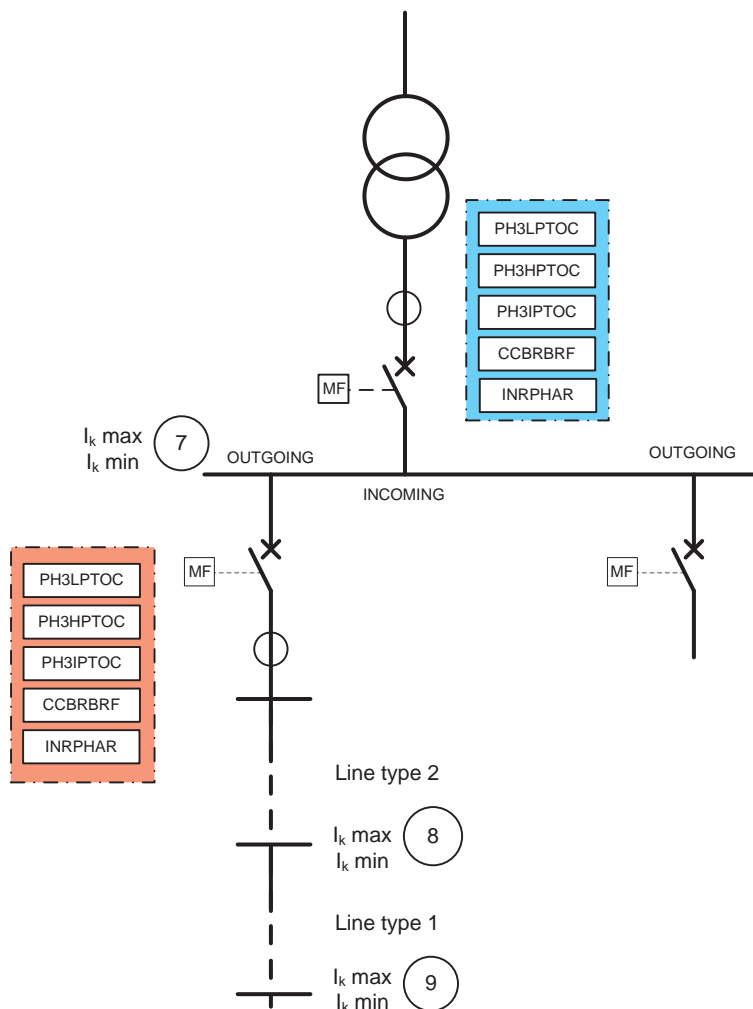 PH3LPTOC
PH3HPTOC
PH3IPTOC
CCBRBRF
INRPHAR
MF
Iₖ max
Iₖ min
7
OUTGOING
INCOMING
OUTGOING
MF
MF
PH3LPTOC
PH3HPTOC
PH3IPTOC
CCBRBRF
INRPHAR
Line type 2
Iₖ max
Iₖ min
8
Line type 1
Iₖ max
Iₖ min
9